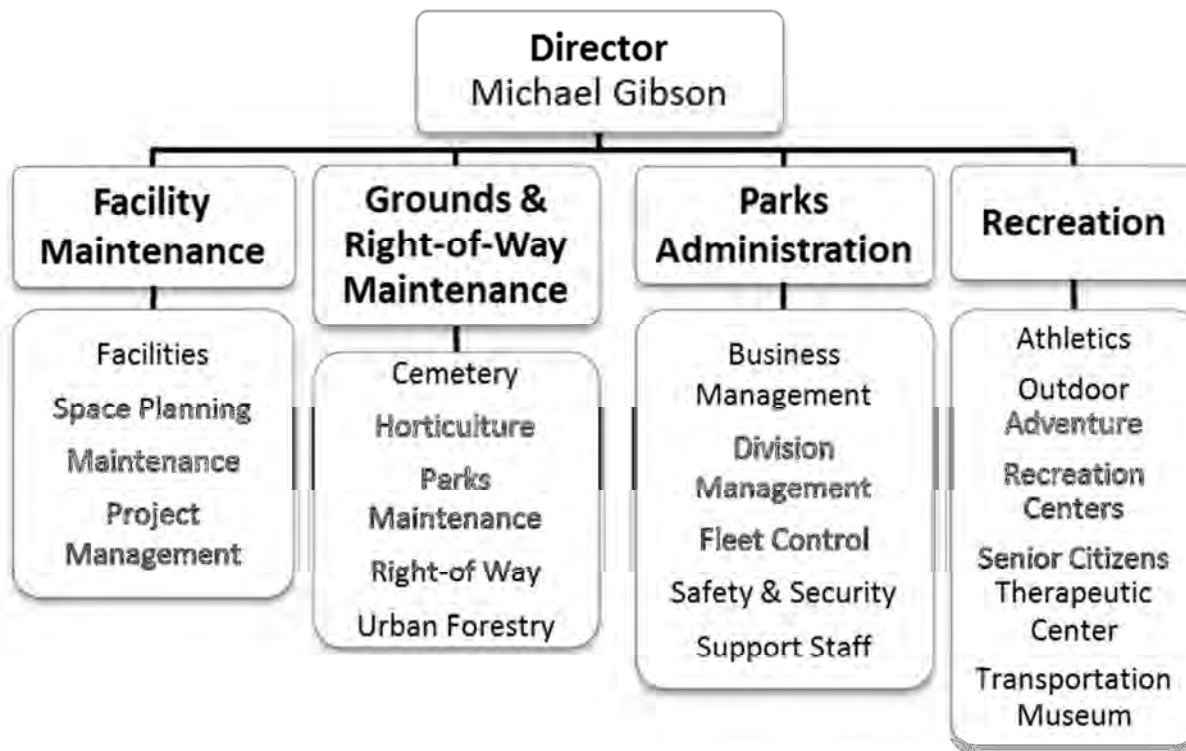 Director
Michael Gibson
Facility
Maintenance
Facilities
Space Planning
Maintenance
Project
Management
Grounds &
Right-of-Way
Maintenance
Cemetery
Horticulture
Parks
Maintenance
Right-of Way
Urban Forestry
Parks
Administration
Business
Management
Division
Management
Fleet Control
Safety & Security
Support Staff
Recreation
Athletics
Outdoor
Adventure
Recreation
Centers
Senior Citizens
Therapeutic
Center
Transportation
Museum